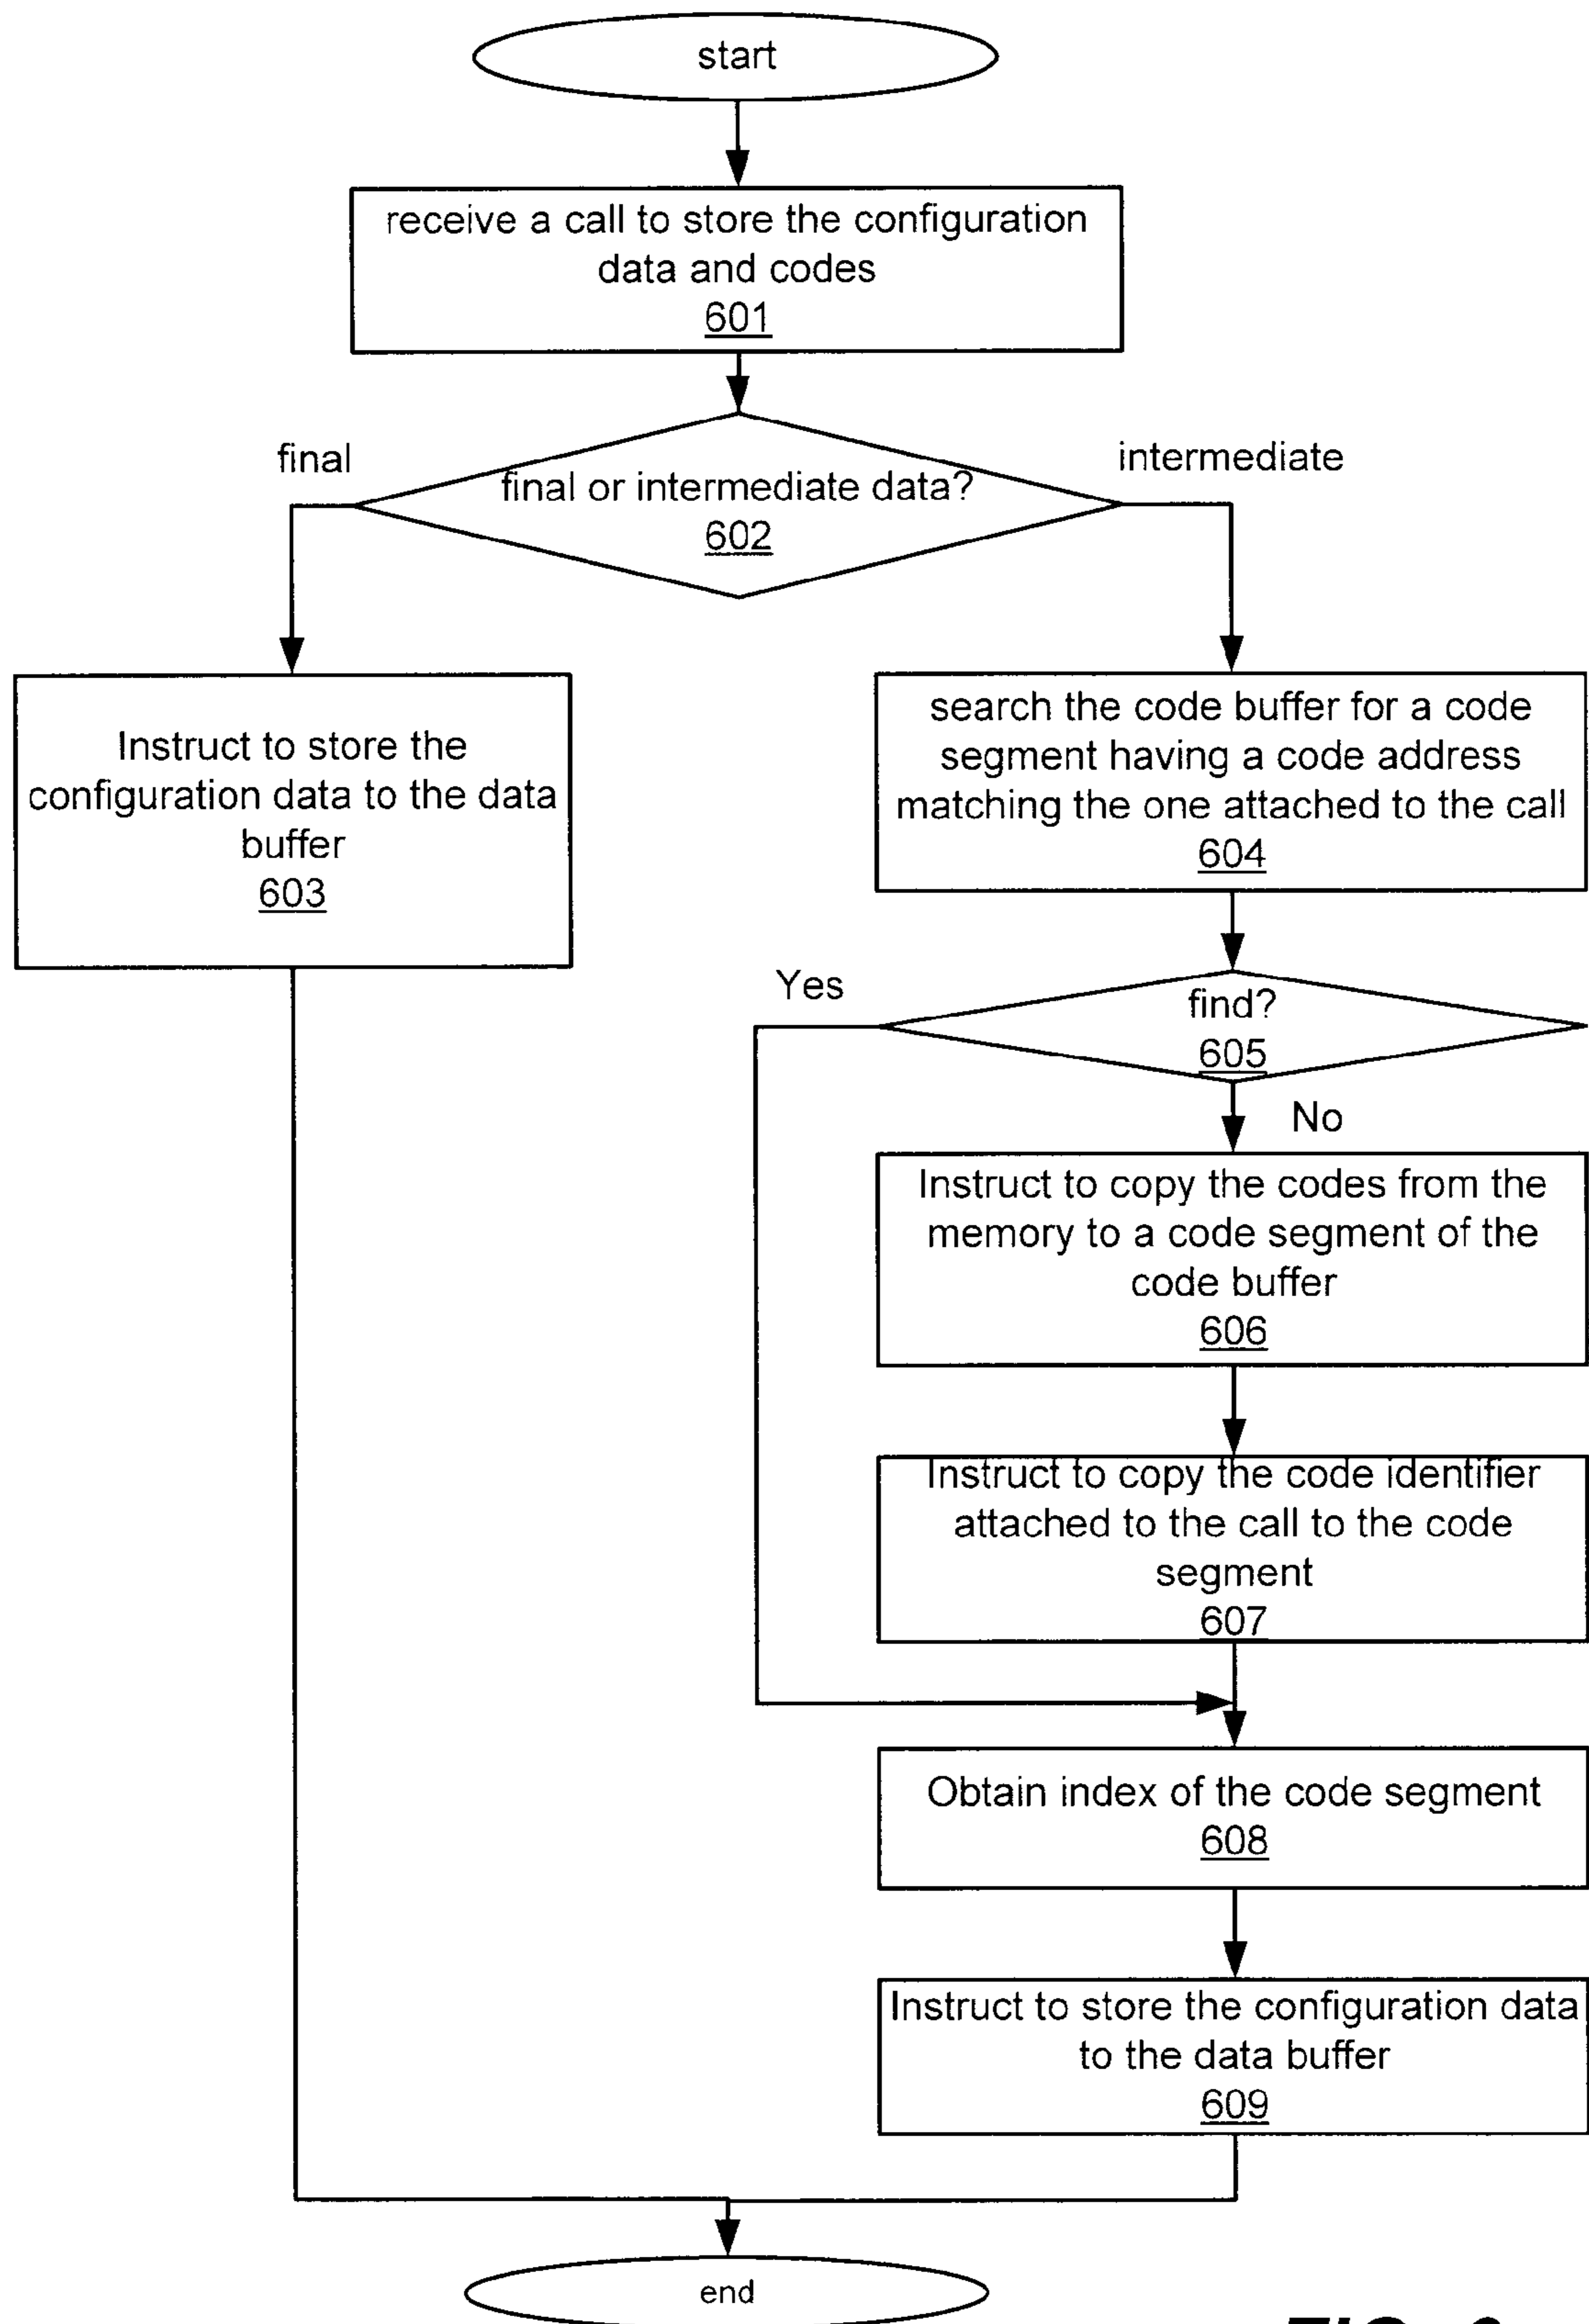 start
receive a call to store the configuration
data and codes
601
final
intermediate
final or intermediate data?
602
Instruct to store the
configuration data to the data
buffer
603
search the code buffer for a code
segment having a code address
matching the one attached to the call
604
Yes
find?
605
No
Instruct to copy the codes from the
memory to a code segment of the
code buffer
606
Instruct to copy the code identifier
attached to the call to the code
segment
607
Obtain index of the code segment
608
Instruct to store the configuration data
to the data buffer
609
end